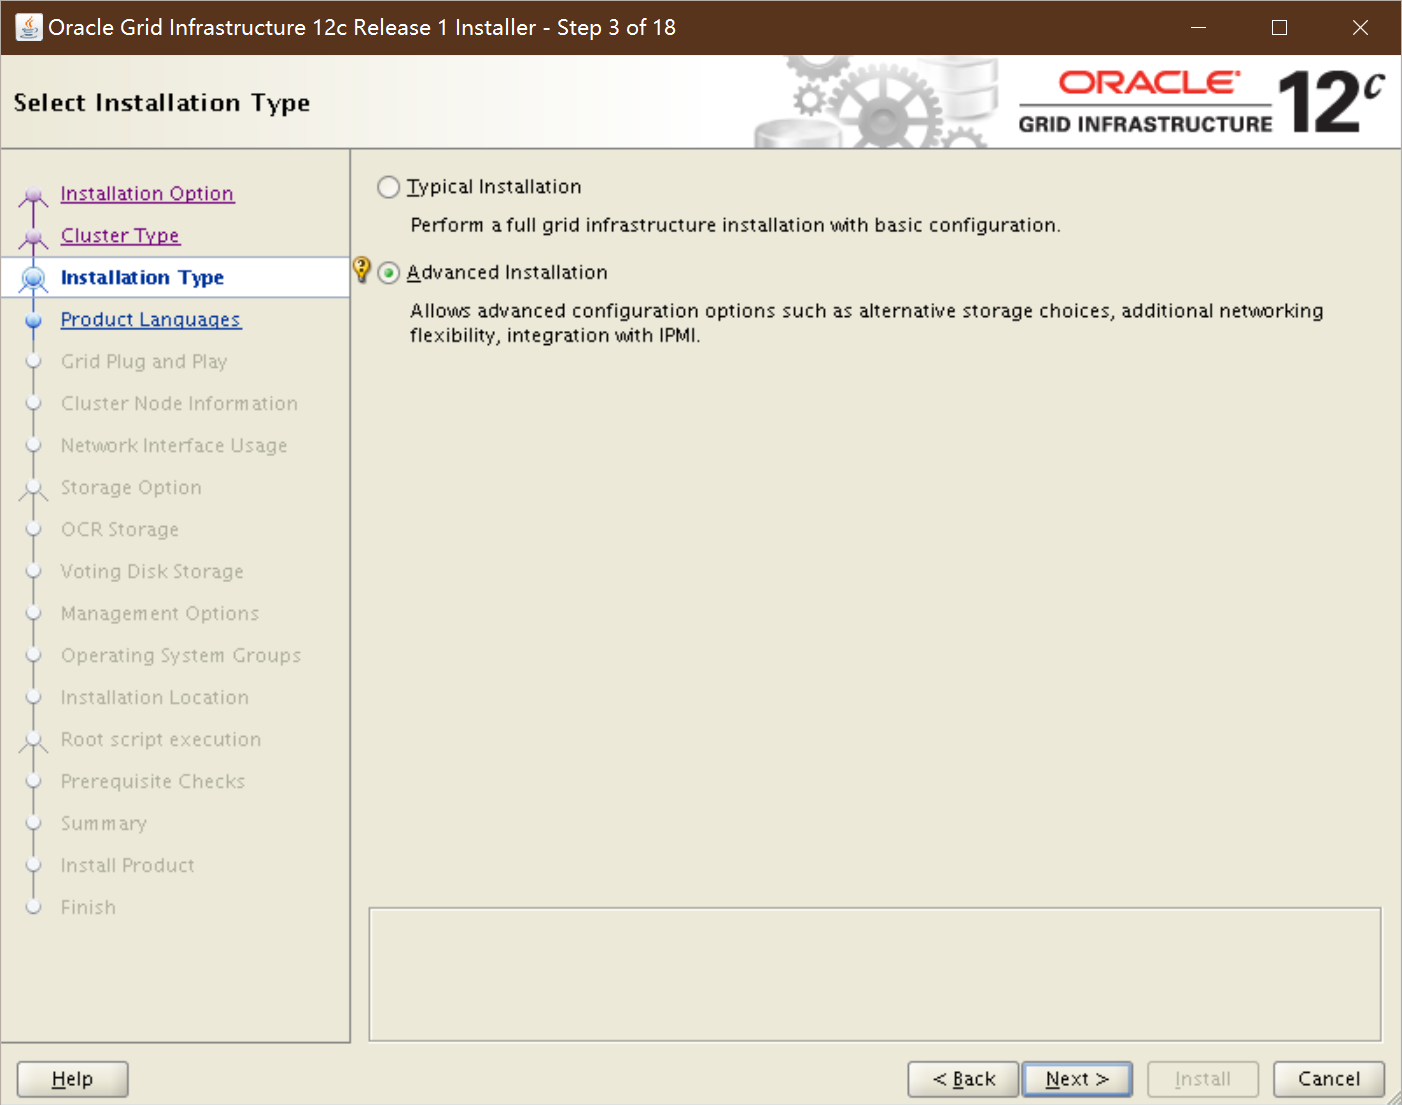 Oracle Grid Infrastructure 12c Release 1 Installer - Step 3 of 18
Select Installation Type
ORACLE
GRID INFRASTRUCTURE
12c
Installation Option
Cluster Type
Installation Type
Product Languages
Grid Plug and Play
Cluster Node Information
Network Interface Usage
Storage Option
OCR Storage
Voting Disk Storage
Management Options
Operating System Groups
Installation Location
Root script execution
Prerequisite Checks
Summary
Install Product
Finish
Typical Installation
Perform a full grid infrastructure installation with basic configuration.
Advanced Installation
Allows advanced configuration options such as alternative storage choices, additional networking
flexibility, integration with IPMI.
Help
< Back
Next >
Install
Cancel